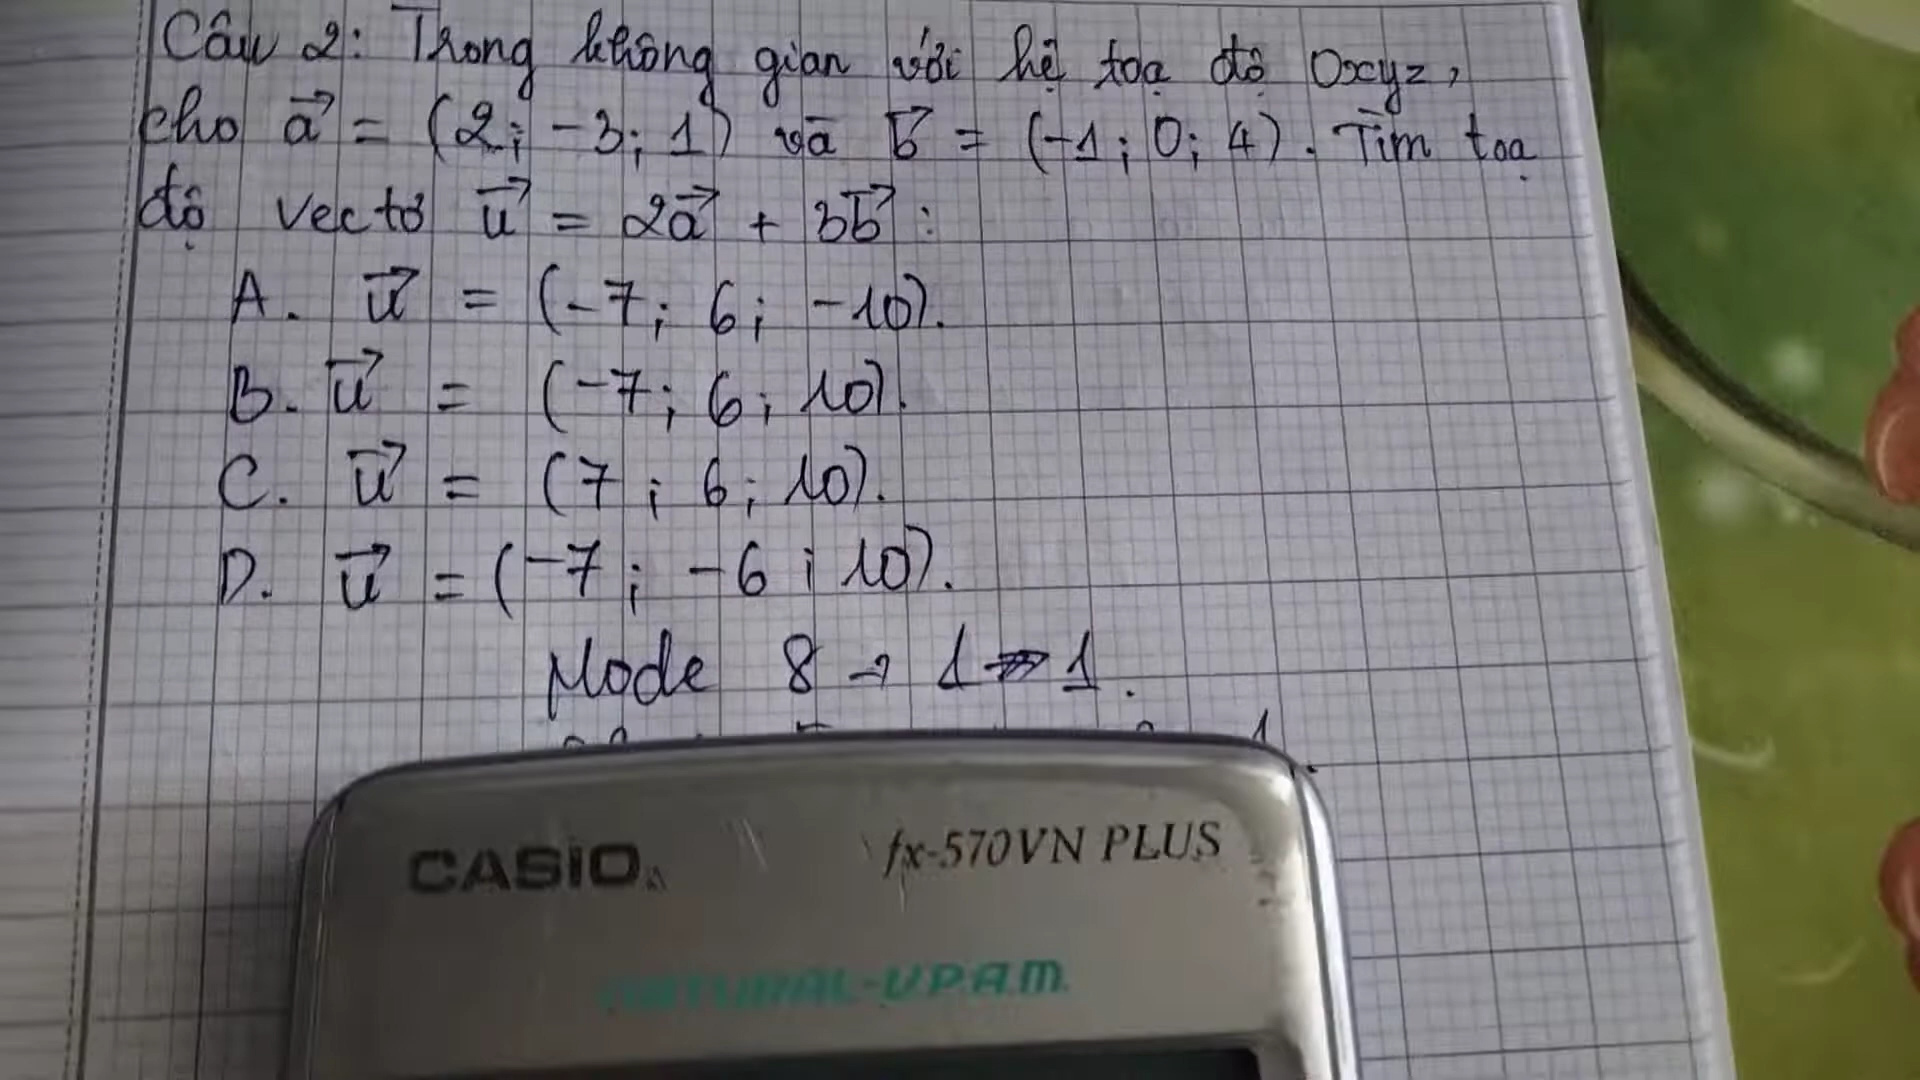 Câu 2: Trong không gian với hệ toạ độ Oxyz,
cho a⃗ = (2; -3; 1) và b⃗ = (-1; 0; 4). Tìm toạ
độ vectơ u⃗ = 2a⃗ + 3b⃗ :
A. u⃗ = (-7; 6; -10).
B. u⃗ = (-7; 6; 10).
C. u⃗ = (7; 6; 10).
D. u⃗ = (-7; -6; 10).
Mode 8 → 1 → 1.
CASIO
fx-570VN PLUS
NATURAL-V.P.A.M.